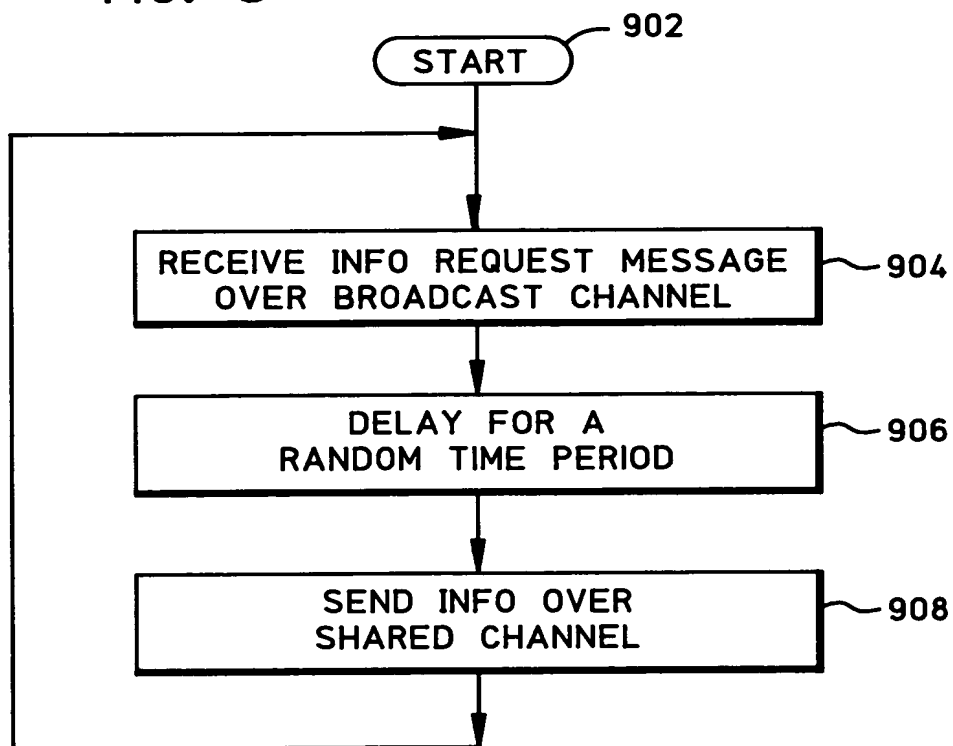 902
START
RECEIVE INFO REQUEST MESSAGE
OVER BROADCAST CHANNEL
904
DELAY FOR A
RANDOM TIME PERIOD
906
SEND INFO OVER
SHARED CHANNEL
908